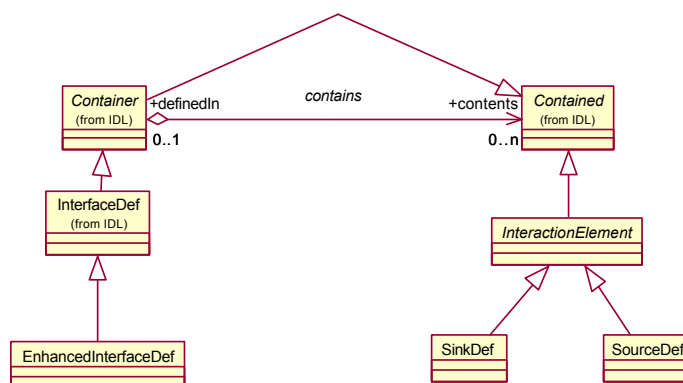 Container
(from IDL)
+definedIn
contains
+contents
Contained
(from IDL)
0..1
0..n
InterfaceDef
(from IDL)
InteractionElement
EnhancedInterfaceDef
SinkDef
SourceDef